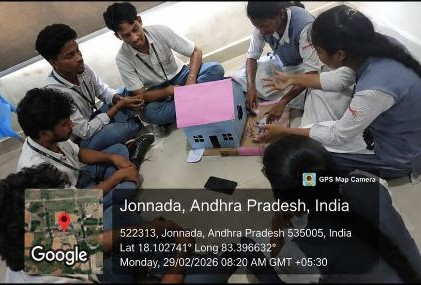 GPS Map Camera
Jonnada, Andhra Pradesh, India
522313, Jonnada, Andhra Pradesh 535005, India
Lat 18.102741° Long 83.396632°
Monday, 29/02/2026 08:20 AM GMT +05:30
Google